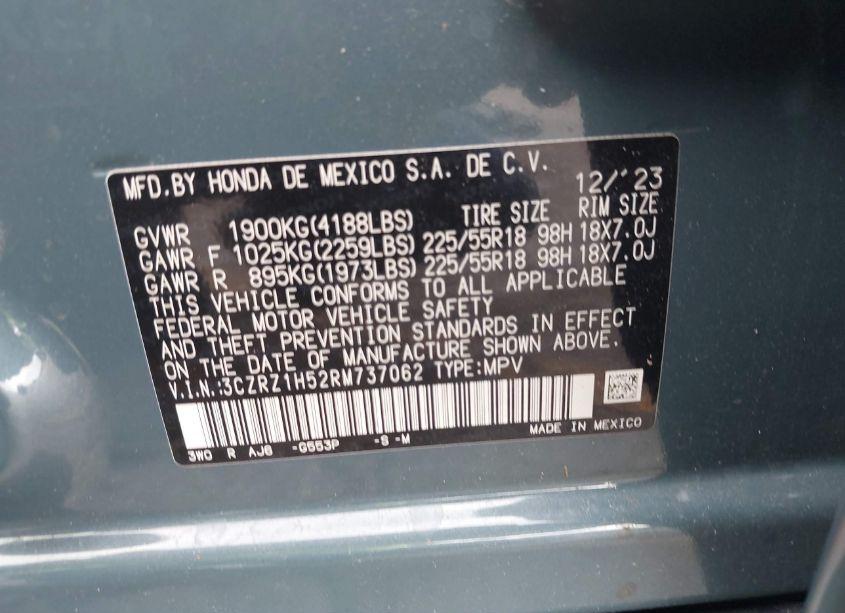 MFD.BY HONDA DE MEXICO S.A. DE C.V. 12/'23
GVWR 1900KG(4188LBS) TIRE SIZE RIM SIZE
GAWR F 1025KG(2259LBS) 225/55R18 98H 18X7.0J
GAWR R 895KG(1973LBS) 225/55R18 98H 18X7.0J
THIS VEHICLE CONFORMS TO ALL APPLICABLE
FEDERAL MOTOR VEHICLE SAFETY
AND THEFT PREVENTION STANDARDS IN EFFECT
ON THE DATE OF MANUFACTURE SHOWN ABOVE.
V.I.N.:3CZRZ1H52RM737062 TYPE:MPV
3W0 R AJ6 -G553P -S -M MADE IN MEXICO